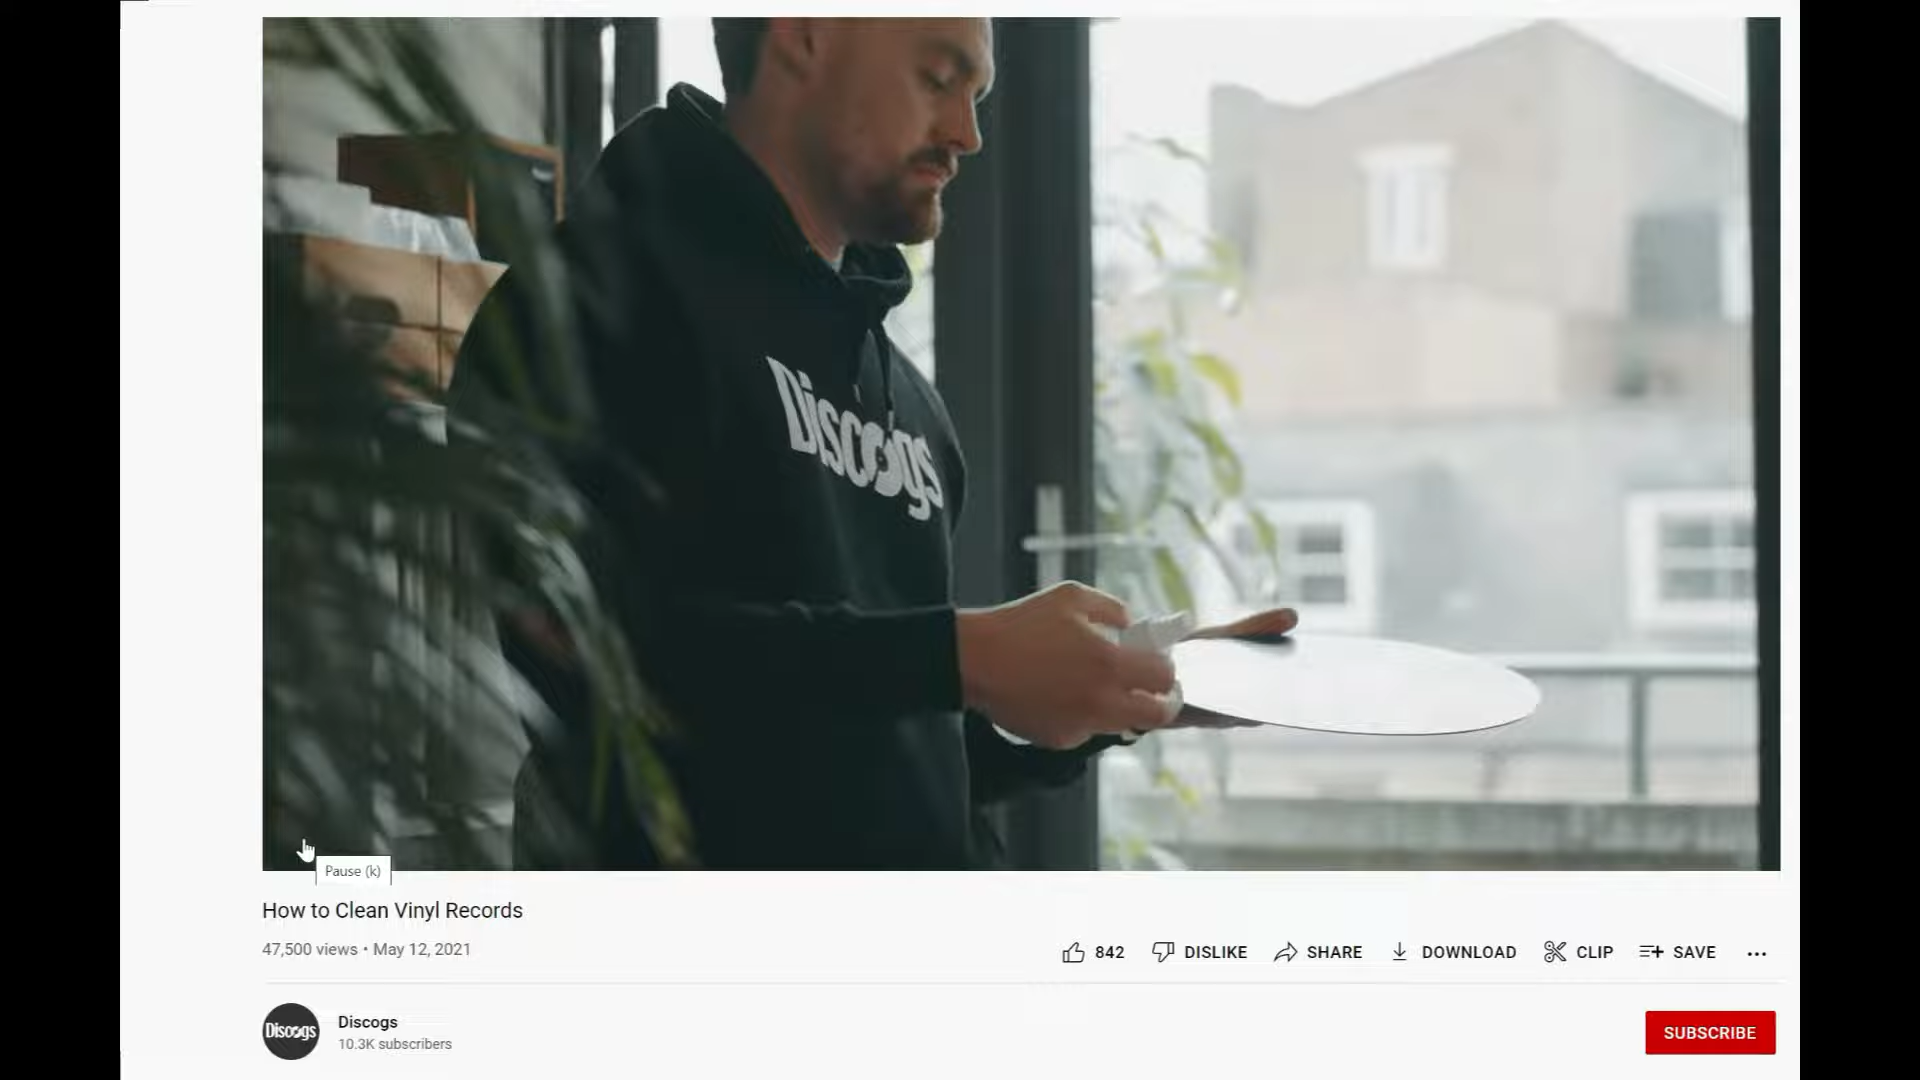 Discogs
Pause (k)
How to Clean Vinyl Records
47,500 views • May 12, 2021
842 DISLIKE SHARE DOWNLOAD CLIP SAVE
Discogs
Discogs
10.3K subscribers
SUBSCRIBE